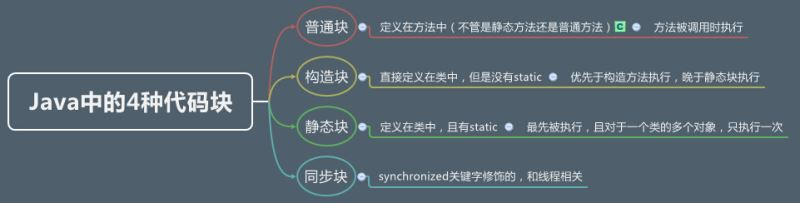 Java中的4种代码块
普通块
定义在方法中（不管是静态方法还是普通方法）
C
方法被调用时执行
构造块
直接定义在类中，但是没有static
优先于构造方法执行，晚于静态块执行
静态块
定义在类中，且有static
最先被执行，且对于一个类的多个对象，只执行一次
同步块
synchronized关键字修饰的，和线程相关